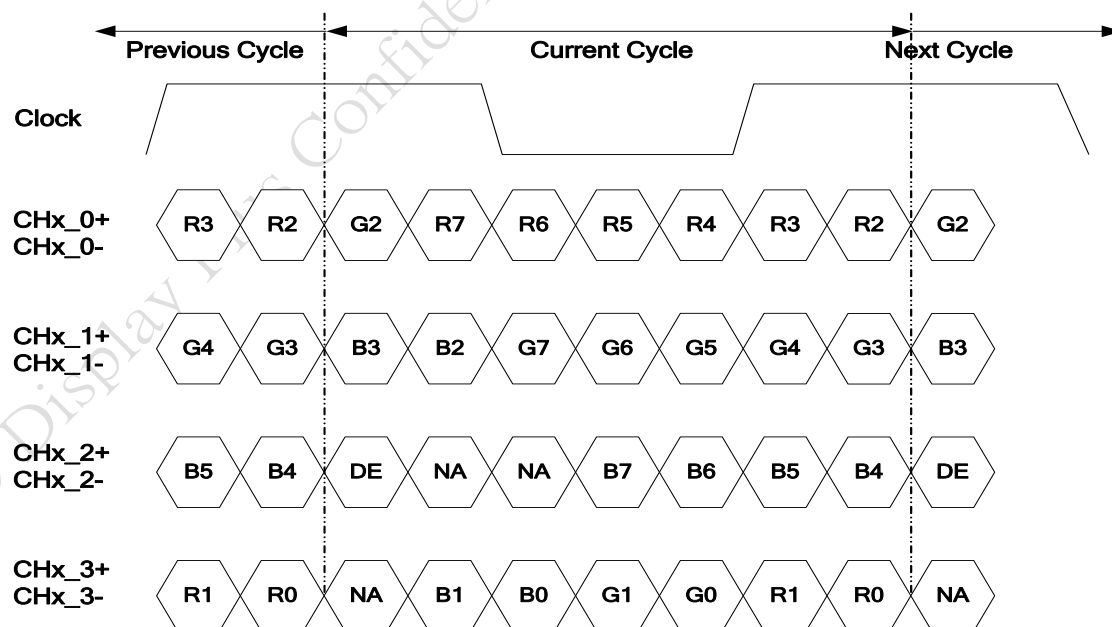 Previous Cycle Current Cycle Next Cycle
Clock
CHx_0+
CHx_0-
R3 R2 G2 R7 R6 R5 R4 R3 R2 G2
CHx_1+
CHx_1-
G4 G3 B3 B2 G7 G6 G5 G4 G3 B3
CHx_2+
CHx_2-
B5 B4 DE NA NA B7 B6 B5 B4 DE
CHx_3+
CHx_3-
R1 R0 NA B1 B0 G1 G0 R1 R0 NA
Display